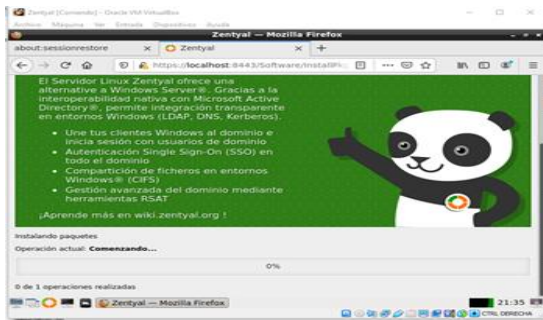 Zentyal [Corriendo] - Oracle VM VirtualBox
Archivo Máquina Ver Entrada Dispositivos Ayuda
Zentyal — Mozilla Firefox
about:sessionrestore
Zentyal
https://localhost:8443/Software/InstallPk
El Servidor Linux Zentyal ofrece una
alternative a Windows Server®. Gracias a la
interoperabilidad nativa con Microsoft Active
Directory®, permite integración transparente
en entornos Windows (LDAP, DNS, Kerberos).
Une tus clientes Windows al dominio e
inicia sesión con usuarios de dominio
Autenticación Single Sign-On (SSO) en
todo el dominio
Compartición de ficheros en entornos
Windows® (CIFS)
Gestión avanzada del dominio mediante
herramientas RSAT
¡Aprende más en wiki.zentyal.org !
Instalando paquetes
Operación actual: Comenzando...
0%
0 de 1 operaciones realizadas
Zentyal — Mozilla Firefox
21:35
CTRL DERECHA